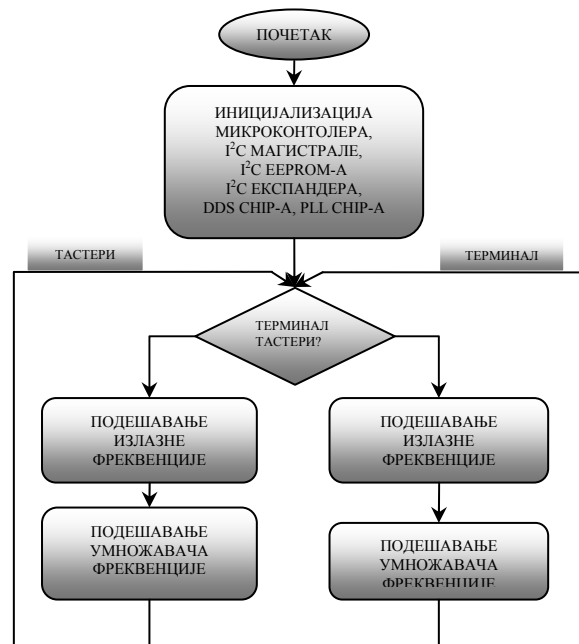 ПОЧЕТАК
ИНИЦИЈАЛИЗАЦИЈА
МИКРОКОНТОЛЕРА,
I²C МАГИСТРАЛЕ,
I²C EEPROM-А
I²C ЕКСПАНДЕРА,
DDS CHIP-А, PLL CHIP-А
ТАСТЕРИ
ТЕРМИНАЛ
ТЕРМИНАЛ
ТАСТЕРИ?
ПОДЕШАВАЊЕ
ИЗЛАЗНЕ
ФРЕКВЕНЦИЈЕ
ПОДЕШАВАЊЕ
ИЗЛАЗНЕ
ФРЕКВЕНЦИЈЕ
ПОДЕШАВАЊЕ
УМНОЖАВАЧА
ФРЕКВЕНЦИЈЕ
ПОДЕШАВАЊЕ
УМНОЖАВАЧА
ФРЕКВЕНЦИЈЕ